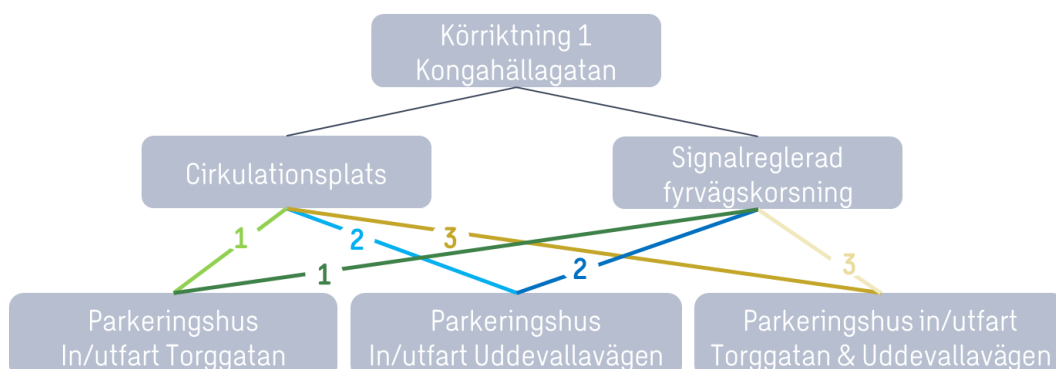 Körriktning 1
Kongahällagatan
Cirkulationsplats
Signalreglerad
fyrvägskorsning
1
2
3
1
2
3
Parkeringshus
In/utfart Torggatan
Parkeringshus
In/utfart Uddevallavägen
Parkeringshus in/utfart
Torggatan & Uddevallavägen